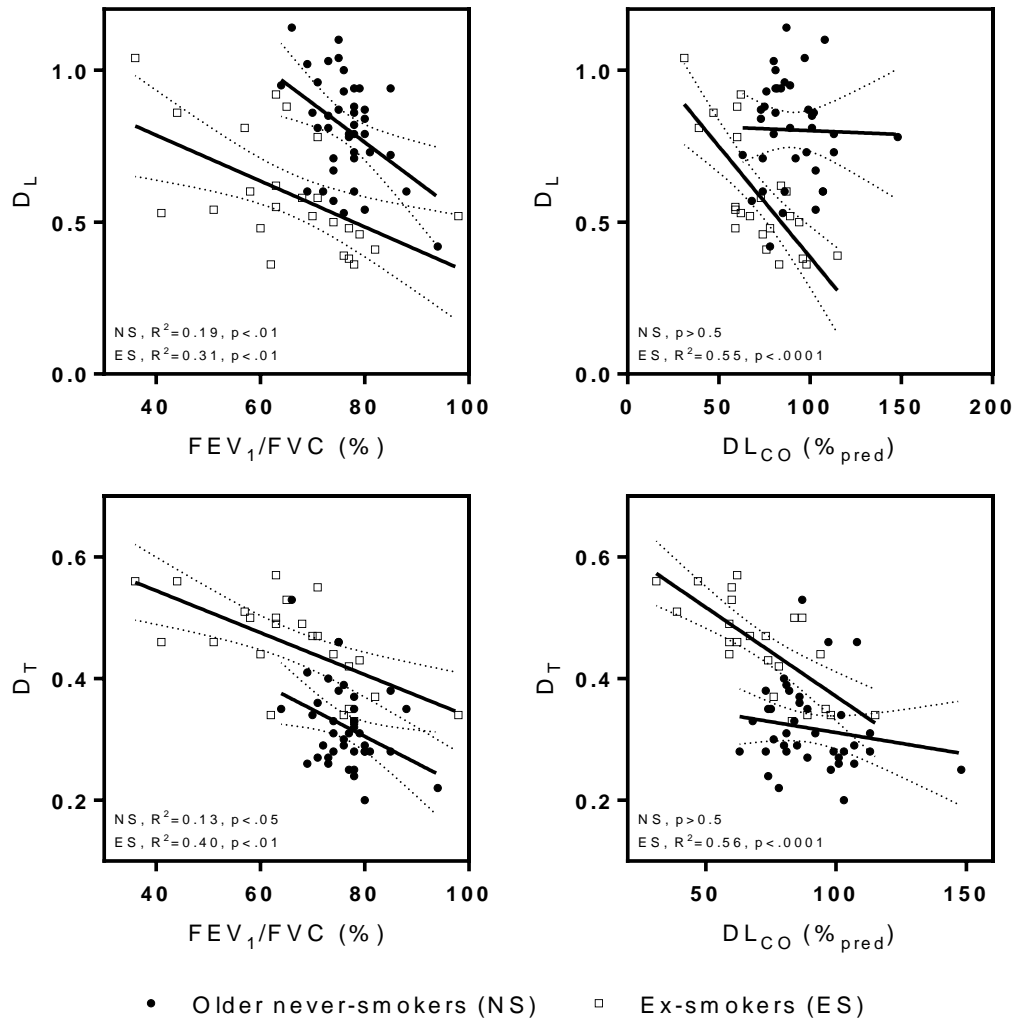 1.0
0.5
0.0
D_L
NS, R²=0.19, p<.01
ES, R²=0.31, p<.01
40 60 80 100
FEV₁/FVC (%)
1.0
0.5
0.0
D_L
NS, p>0.5
ES, R²=0.55, p<.0001
0 50 100 150 200
DL_CO (%_pred)
0.6
0.4
0.2
D_T
NS, R²=0.13, p<.05
ES, R²=0.40, p<.01
40 60 80 100
FEV₁/FVC (%)
0.6
0.4
0.2
D_T
NS, p>0.5
ES, R²=0.56, p<.0001
50 100 150
DL_CO (%_pred)
Older never-smokers (NS) Ex-smokers (ES)